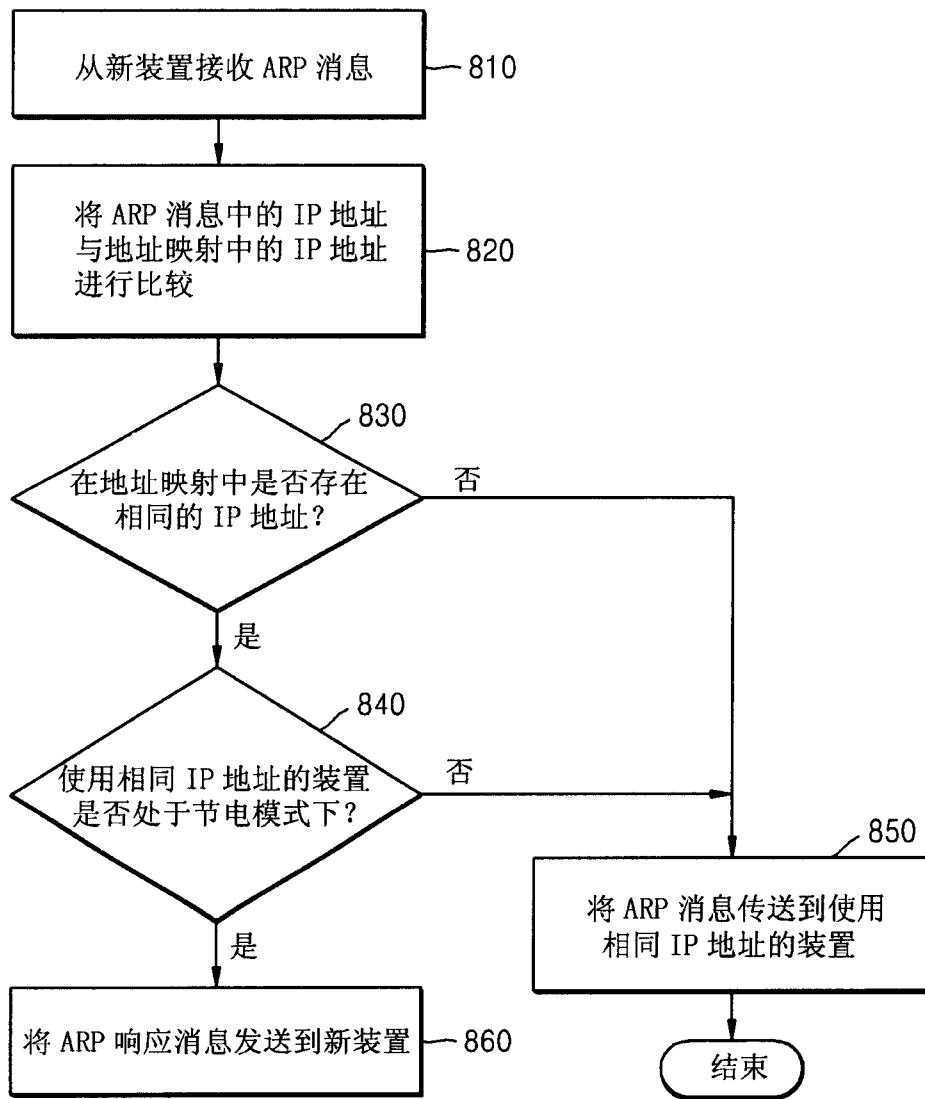 从新装置接收 ARP 消息
810
将 ARP 消息中的 IP 地址
与地址映射中的 IP 地址
进行比较
820
830
在地址映射中是否存在
相同的 IP 地址?
否
是
840
使用相同 IP 地址的装置
是否处于节电模式下?
否
850
将 ARP 消息传送到使用
相同 IP 地址的装置
是
将 ARP 响应消息发送到新装置
860
结束